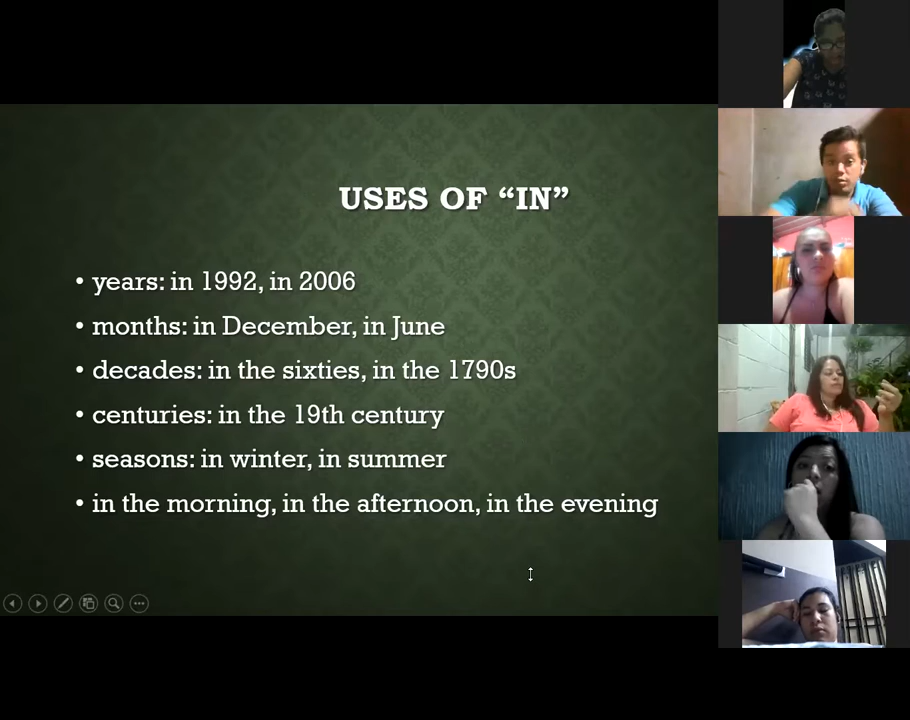 USES OF “IN”
• years: in 1992, in 2006
• months: in December, in June
• decades: in the sixties, in the 1790s
• centuries: in the 19th century
• seasons: in winter, in summer
• in the morning, in the afternoon, in the evening